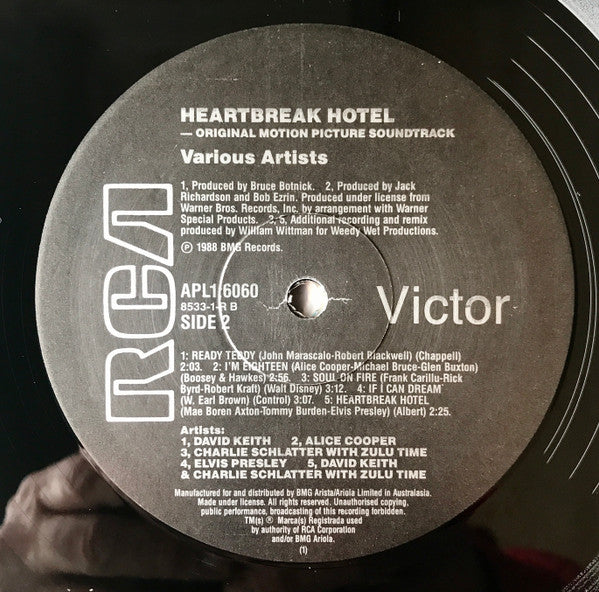 HEARTBREAK HOTEL
— ORIGINAL MOTION PICTURE SOUNDTRACK
Various Artists
1, Produced by Bruce Botnick. 2, Produced by Jack
Richardson and Bob Ezrin. Produced under license from
Warner Bros. Records, Inc. by arrangement with Warner
Special Products. 3, 5, Additional recording and remix
produced by William Wittman for Weedy Wet Productions.
℗ 1988 BMG Records.
RCA
APL1 6060
8533-1-R B
SIDE 2
Victor
1: READY TEDDY (John Marascalo-Robert Blackwell) (Chappell)
2:03. 2: I'M EIGHTEEN (Alice Cooper-Michael Bruce-Glen Buxton)
(Boosey & Hawkes) 2:56. 3: SOUL ON FIRE (Frank Carillu-Rick
Byrd-Robert Kraft) (Walt Disney) 3:12. 4: IF I CAN DREAM
(W. Earl Brown) (Control) 3:07. 5: HEARTBREAK HOTEL
(Mae Boren Axton-Tommy Burden-Elvis Presley) (Albert) 2:25.
Artists:
1, DAVID KEITH 2, ALICE COOPER
3, CHARLIE SCHLATTER WITH ZULU TIME
4, ELVIS PRESLEY 5, DAVID KEITH
& CHARLIE SCHLATTER WITH ZULU TIME
Manufactured for and distributed by BMG Arista/Ariola Limited in Australasia.
Made under license. All rights reserved. Unauthorised copying,
public performance, broadcasting of this recording forbidden.
TM(s) ® Marca(s) Registrada used
by authority of RCA Corporation
and/or BMG Ariola.
(1)